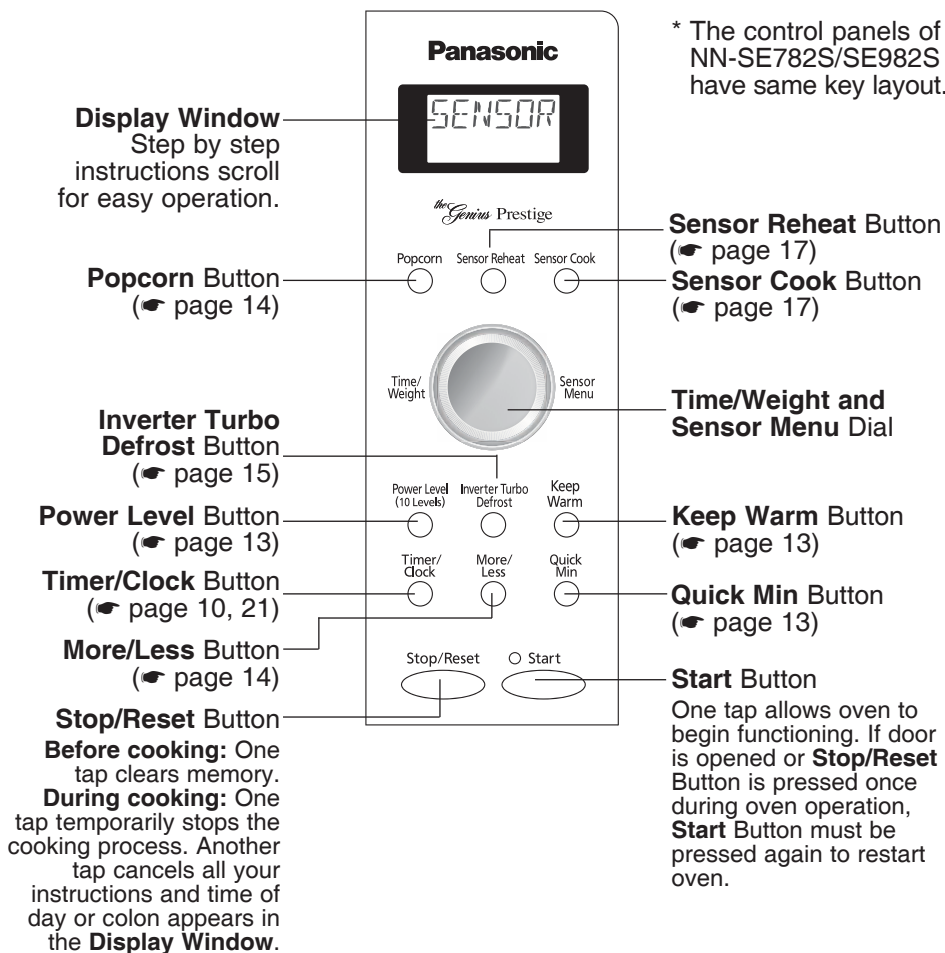 * The control panels of
NN-SE782S/SE982S
have same key layout.
Panasonic
SENSOR
the Genius Prestige
Popcorn
Sensor Reheat
Sensor Cook
Time/
Weight
Sensor
Menu
Power Level
(10 Levels)
Inverter Turbo
Defrost
Keep
Warm
Timer/
Clock
More/
Less
Quick
Min
Stop/Reset
Start
Display Window
Step by step
instructions scroll
for easy operation.
Popcorn Button
(☛ page 14)
Inverter Turbo
Defrost Button
(☛ page 15)
Power Level Button
(☛ page 13)
Timer/Clock Button
(☛ page 10, 21)
More/Less Button
(☛ page 14)
Stop/Reset Button
Before cooking: One
tap clears memory.
During cooking: One
tap temporarily stops the
cooking process. Another
tap cancels all your
instructions and time of
day or colon appears in
the Display Window.
Sensor Reheat Button
(☛ page 17)
Sensor Cook Button
(☛ page 17)
Time/Weight and
Sensor Menu Dial
Keep Warm Button
(☛ page 13)
Quick Min Button
(☛ page 13)
Start Button
One tap allows oven to
begin functioning. If door
is opened or Stop/Reset
Button is pressed once
during oven operation,
Start Button must be
pressed again to restart
oven.